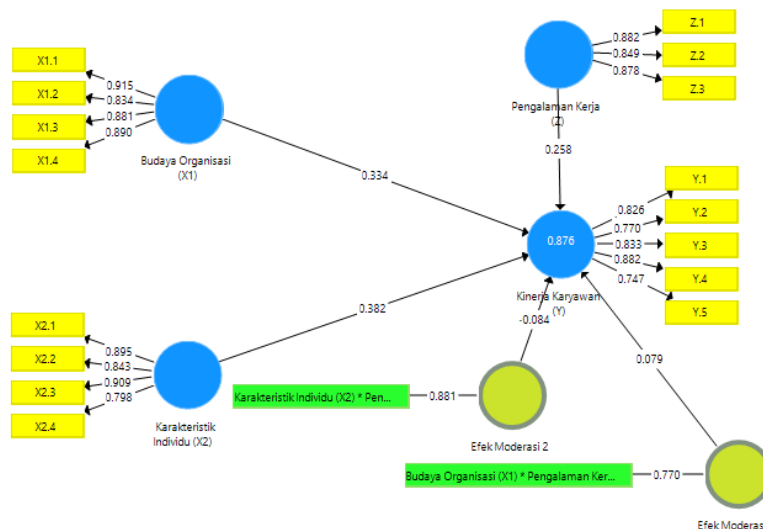 X1.1
0.915
X1.2
0.834
X1.3
0.881
X1.4
0.890
Budaya Organisasi
(X1)
0.334
Z.1
0.882
Z.2
0.849
Z.3
0.878
Pengalaman Kerja
(Z)
0.258
0.876
Kinerja Karyawan
(Y)
Y.1
0.826
Y.2
0.770
Y.3
0.833
Y.4
0.882
Y.5
0.747
X2.1
0.895
X2.2
0.843
X2.3
0.909
X2.4
0.798
Karakteristik
Individu (X2)
0.382
-0.084
0.079
Karakteristik Individu (X2) * Pen...
0.881
Efek Moderasi 2
Budaya Organisasi (X1) * Pengalaman Ker...
0.770
Efek Moderas